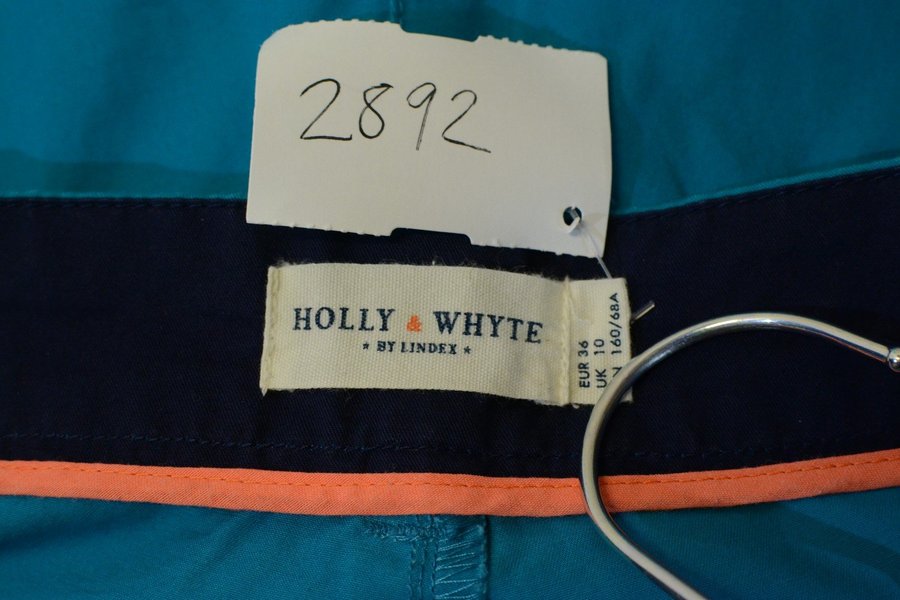 2892
HOLLY & WHYTE
★ BY LINDEX ★
EUR 36
UK 10
160/68A